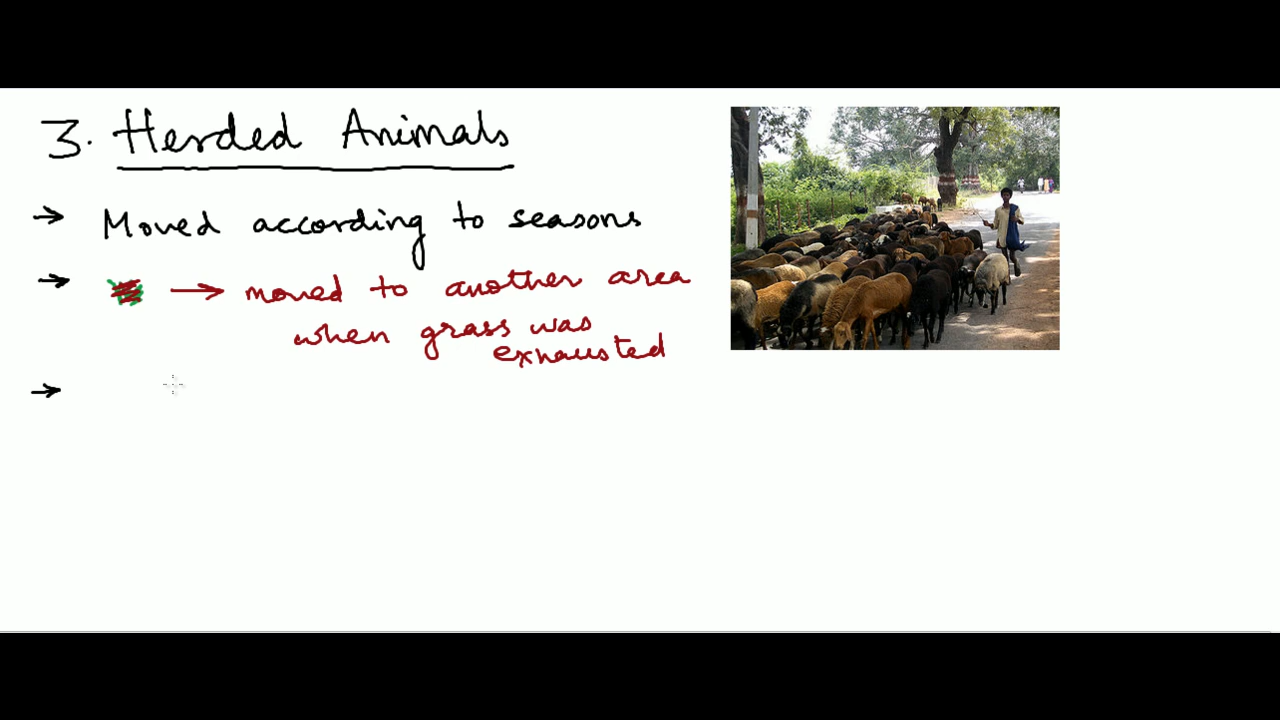 3. Herded Animals
→ Moved according to seasons
→ → moved to another area
when grass was
exhausted
→